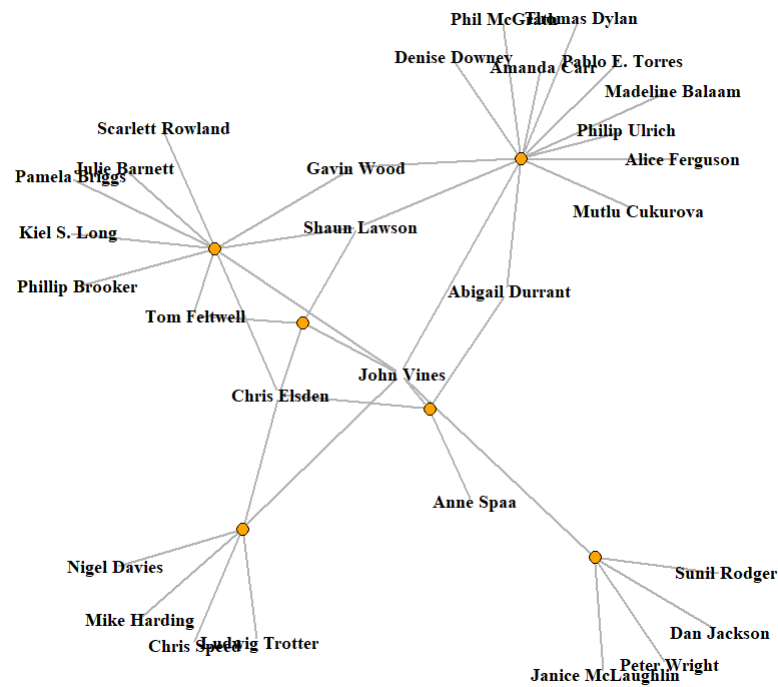 Phil McGrath
Thomas Dylan
Denise Downey
Amanda Carr
Pablo E. Torres
Madeline Balaam
Scarlett Rowland
Philip Ulrich
Julie Barnett
Gavin Wood
Alice Ferguson
Pamela Briggs
Mutlu Cukurova
Kiel S. Long
Shaun Lawson
Phillip Brooker
Abigail Durrant
Tom Feltwell
John Vines
Chris Elsden
Anne Spaa
Nigel Davies
Sunil Rodger
Mike Harding
Dan Jackson
Chris Speed
Ludwig Trotter
Peter Wright
Janice McLaughlin